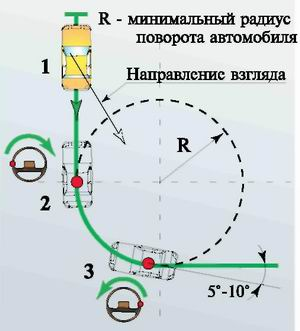 R - минимальный радиус
поворота автомобиля
1
Направление взгляда
R
2
3
5°-10°